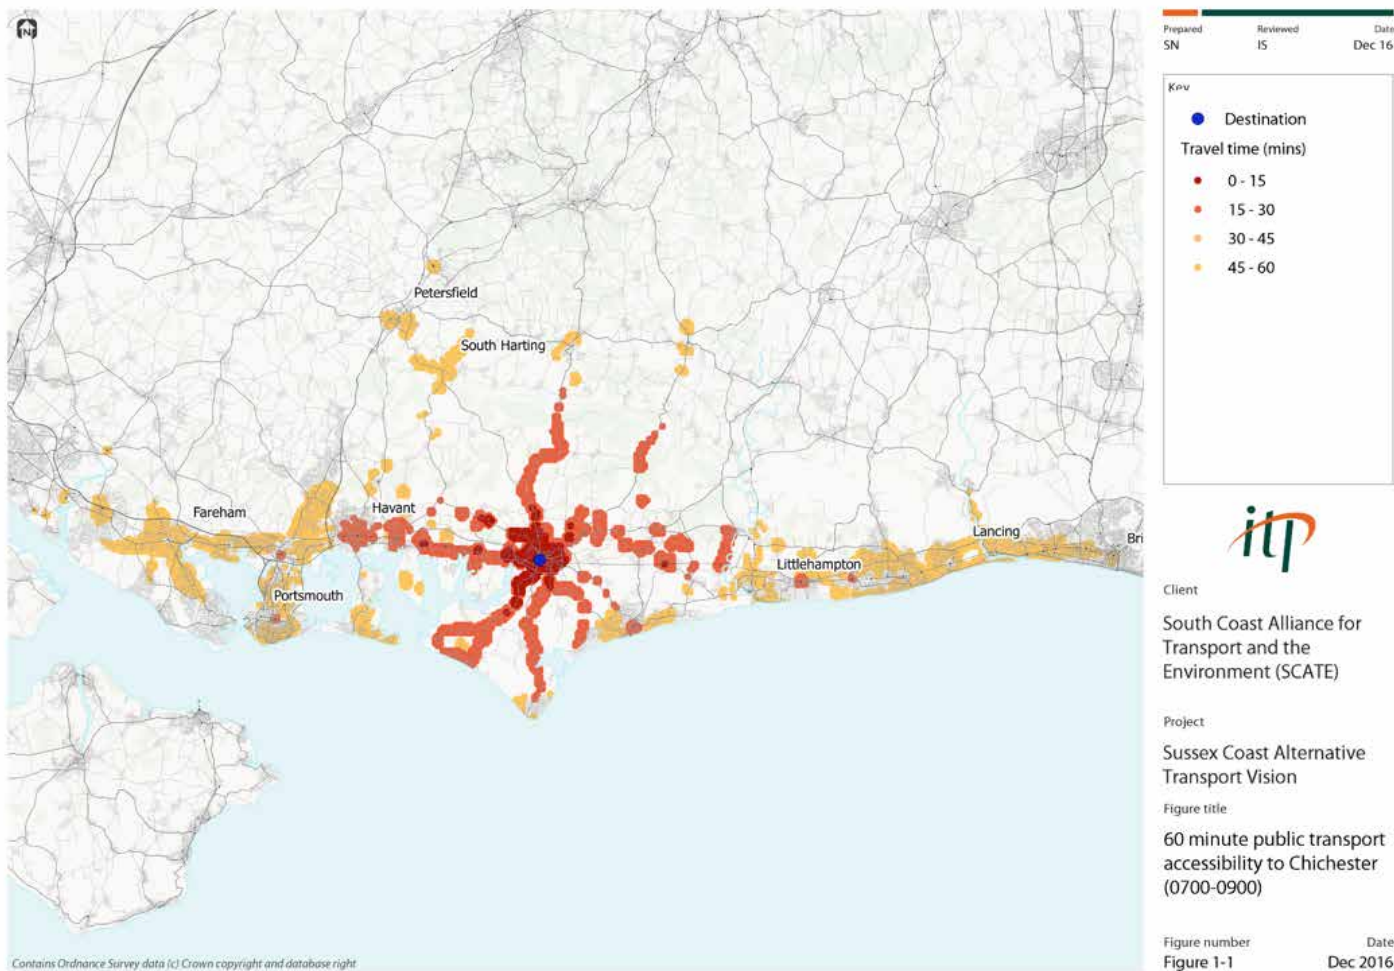 N
Petersfield
South Harting
Fareham
Havant
Lancing
Bri
Littlehampton
Portsmouth
Contains Ordnance Survey data (c) Crown copyright and database right
Prepared Reviewed Date
SN IS Dec 16
Key
Destination
Travel time (mins)
0 - 15
15 - 30
30 - 45
45 - 60
itp
Client
South Coast Alliance for
Transport and the
Environment (SCATE)
Project
Sussex Coast Alternative
Transport Vision
Figure title
60 minute public transport
accessibility to Chichester
(0700-0900)
Figure number Date
Figure 1-1 Dec 2016